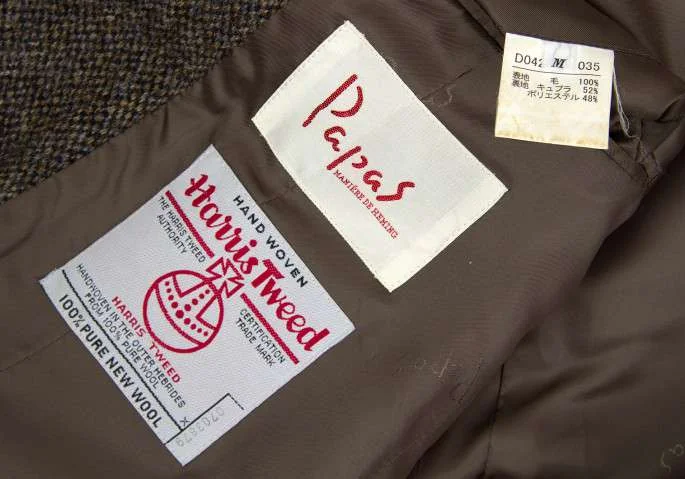 Papas
MANIÈRE DE HEMING
D042 M 035
表地 毛 100%
裏地 キュプラ 52%
ポリエステル 48%
HAND WOVEN
Harris Tweed
THE HARRIS TWEED
AUTHORITY
CERTIFICATION
TRADE MARK
HARRIS TWEED
HANDWOVEN IN THE OUTER HEBRIDES
FROM 100% PURE WOOL
100% PURE NEW WOOL